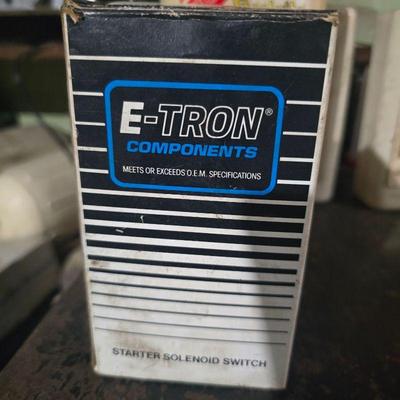 E-TRON®
COMPONENTS
MEETS OR EXCEEDS O.E.M. SPECIFICATIONS
STARTER SOLENOID SWITCH